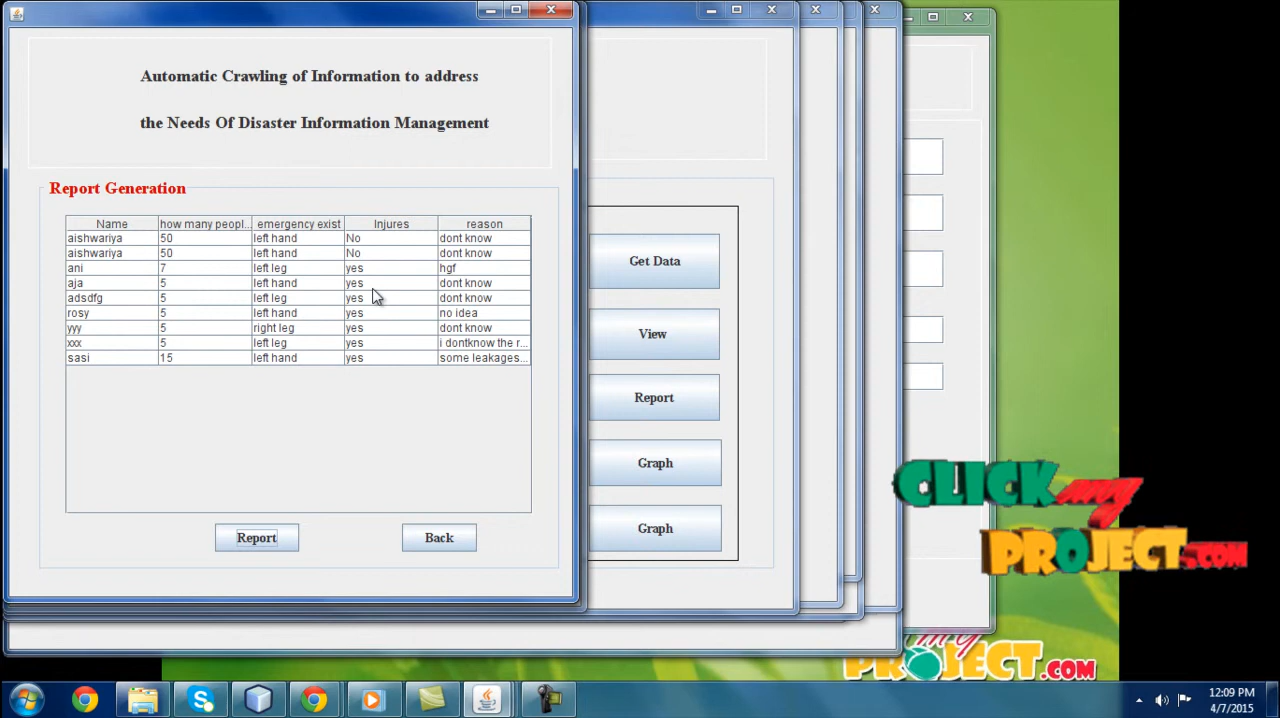 Automatic Crawling of Information to address
the Needs Of Disaster Information Management
Report Generation
Name how many peopl... emergency exist Injures reason
aishwariya 50 left hand No dont know
aishwariya 50 left hand No dont know
ani 7 left leg yes hgf
aja 5 left hand yes dont know
adsdfg 5 left leg yes dont know
rosy 5 left hand yes no idea
yyy 5 right leg yes dont know
xxx 5 left leg yes i dontknow the r...
sasi 15 left hand yes some leakages...
Report Back
Get Data
View
Report
Graph
Graph
CLICK my
PROJECT.COM
my
PROJECT.COM
12:09 PM
4/7/2015